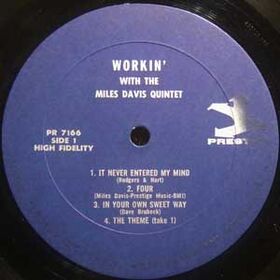 WORKIN'
WITH THE
MILES DAVIS QUINTET
PR 7166
SIDE 1
HIGH FIDELITY
PREST
1. IT NEVER ENTERED MY MIND
(Rodgers & Hart)
2. FOUR
(Miles Davis-Prestige Music-BMI)
3. IN YOUR OWN SWEET WAY
(Dave Brubeck)
4. THE THEME (take 1)